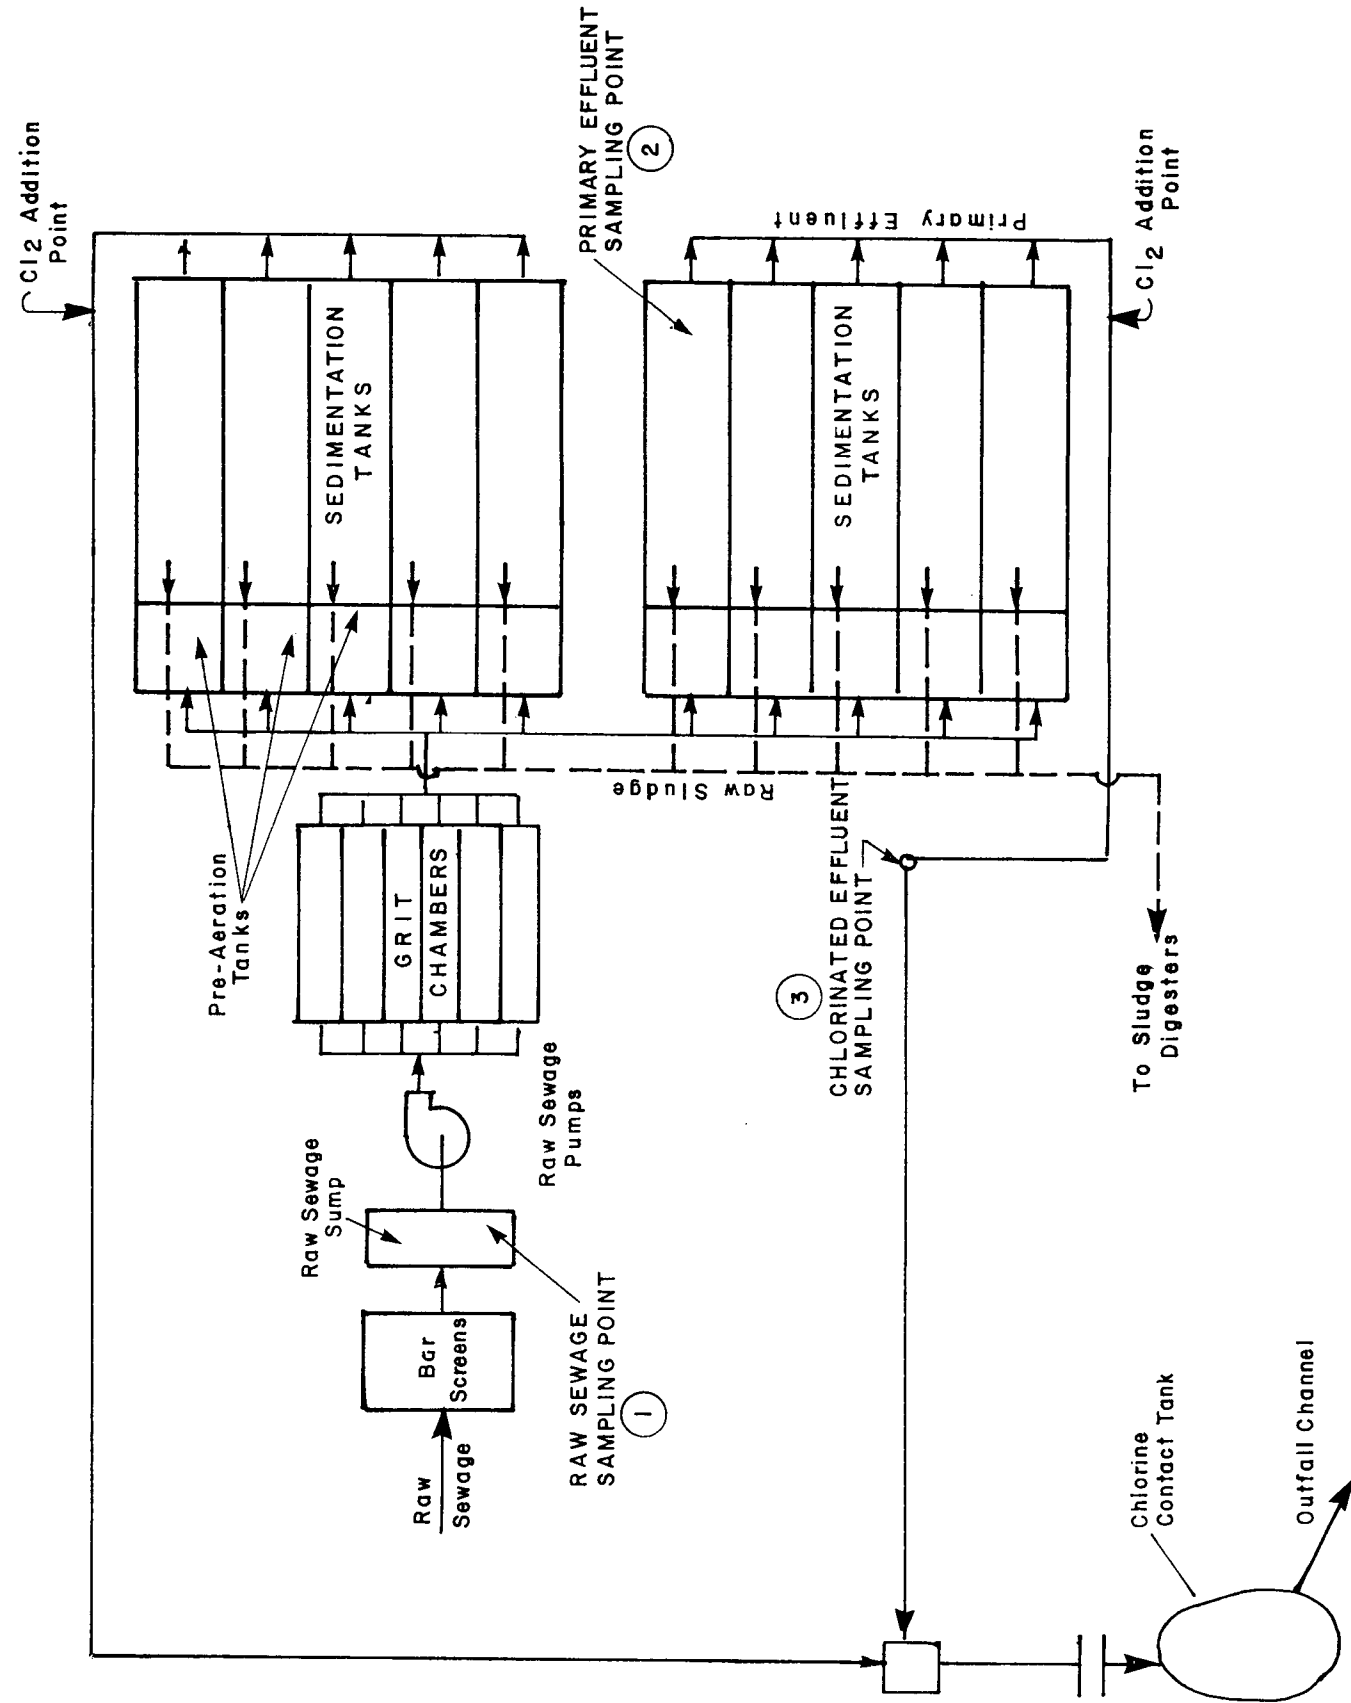 Cl2 Addition
Point
PRIMARY EFFLUENT
SAMPLING POINT
2
Primary Effluent
Cl2 Addition
Point
SEDIMENTATION
TANKS
SEDIMENTATION
TANKS
Pre-Aeration
Tanks
Raw Sludge
GRIT
CHAMBERS
3
CHLORINATED EFFLUENT
SAMPLING POINT
To Sludge
Digesters
Raw Sewage
Pumps
Raw Sewage
Sump
Bar
Screens
RAW SEWAGE
SAMPLING POINT
1
Raw
Sewage
Chlorine
Contact Tank
Outfall Channel